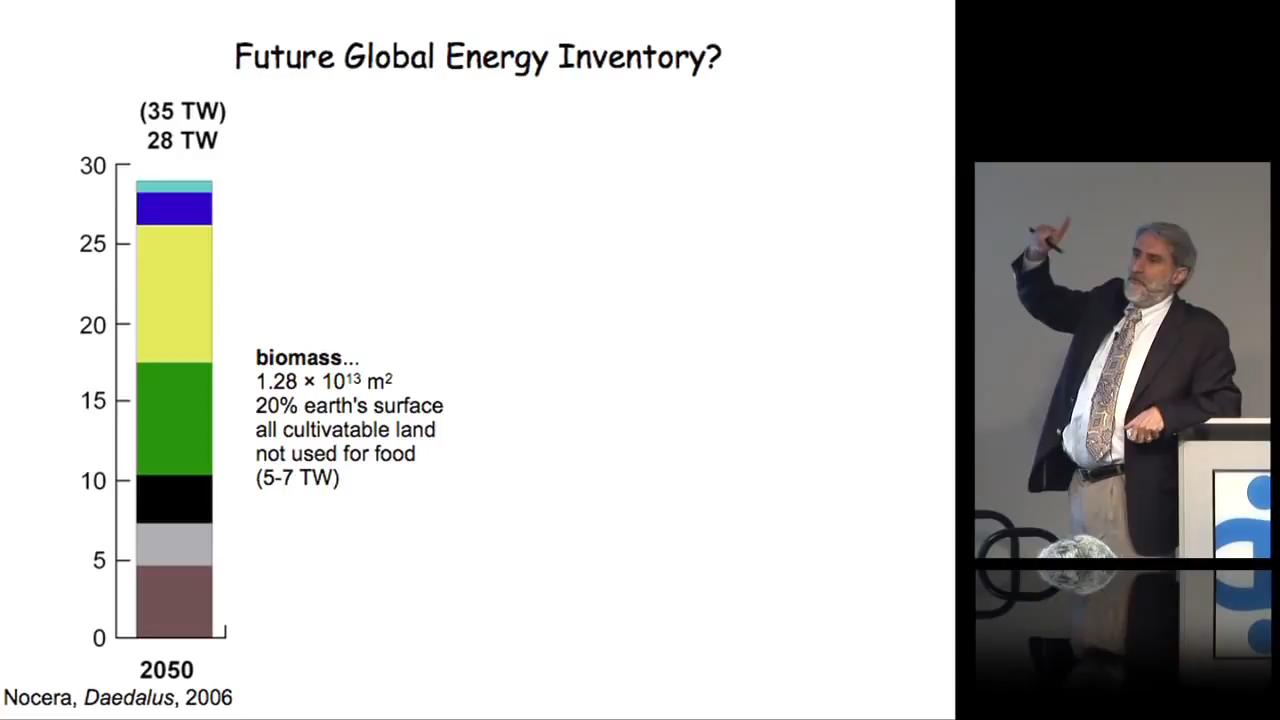 Future Global Energy Inventory?
(35 TW)
28 TW
30
25
20
15
10
5
0
biomass...
1.28 × 10¹³ m²
20% earth's surface
all cultivatable land
not used for food
(5-7 TW)
2050
Nocera, Daedalus, 2006